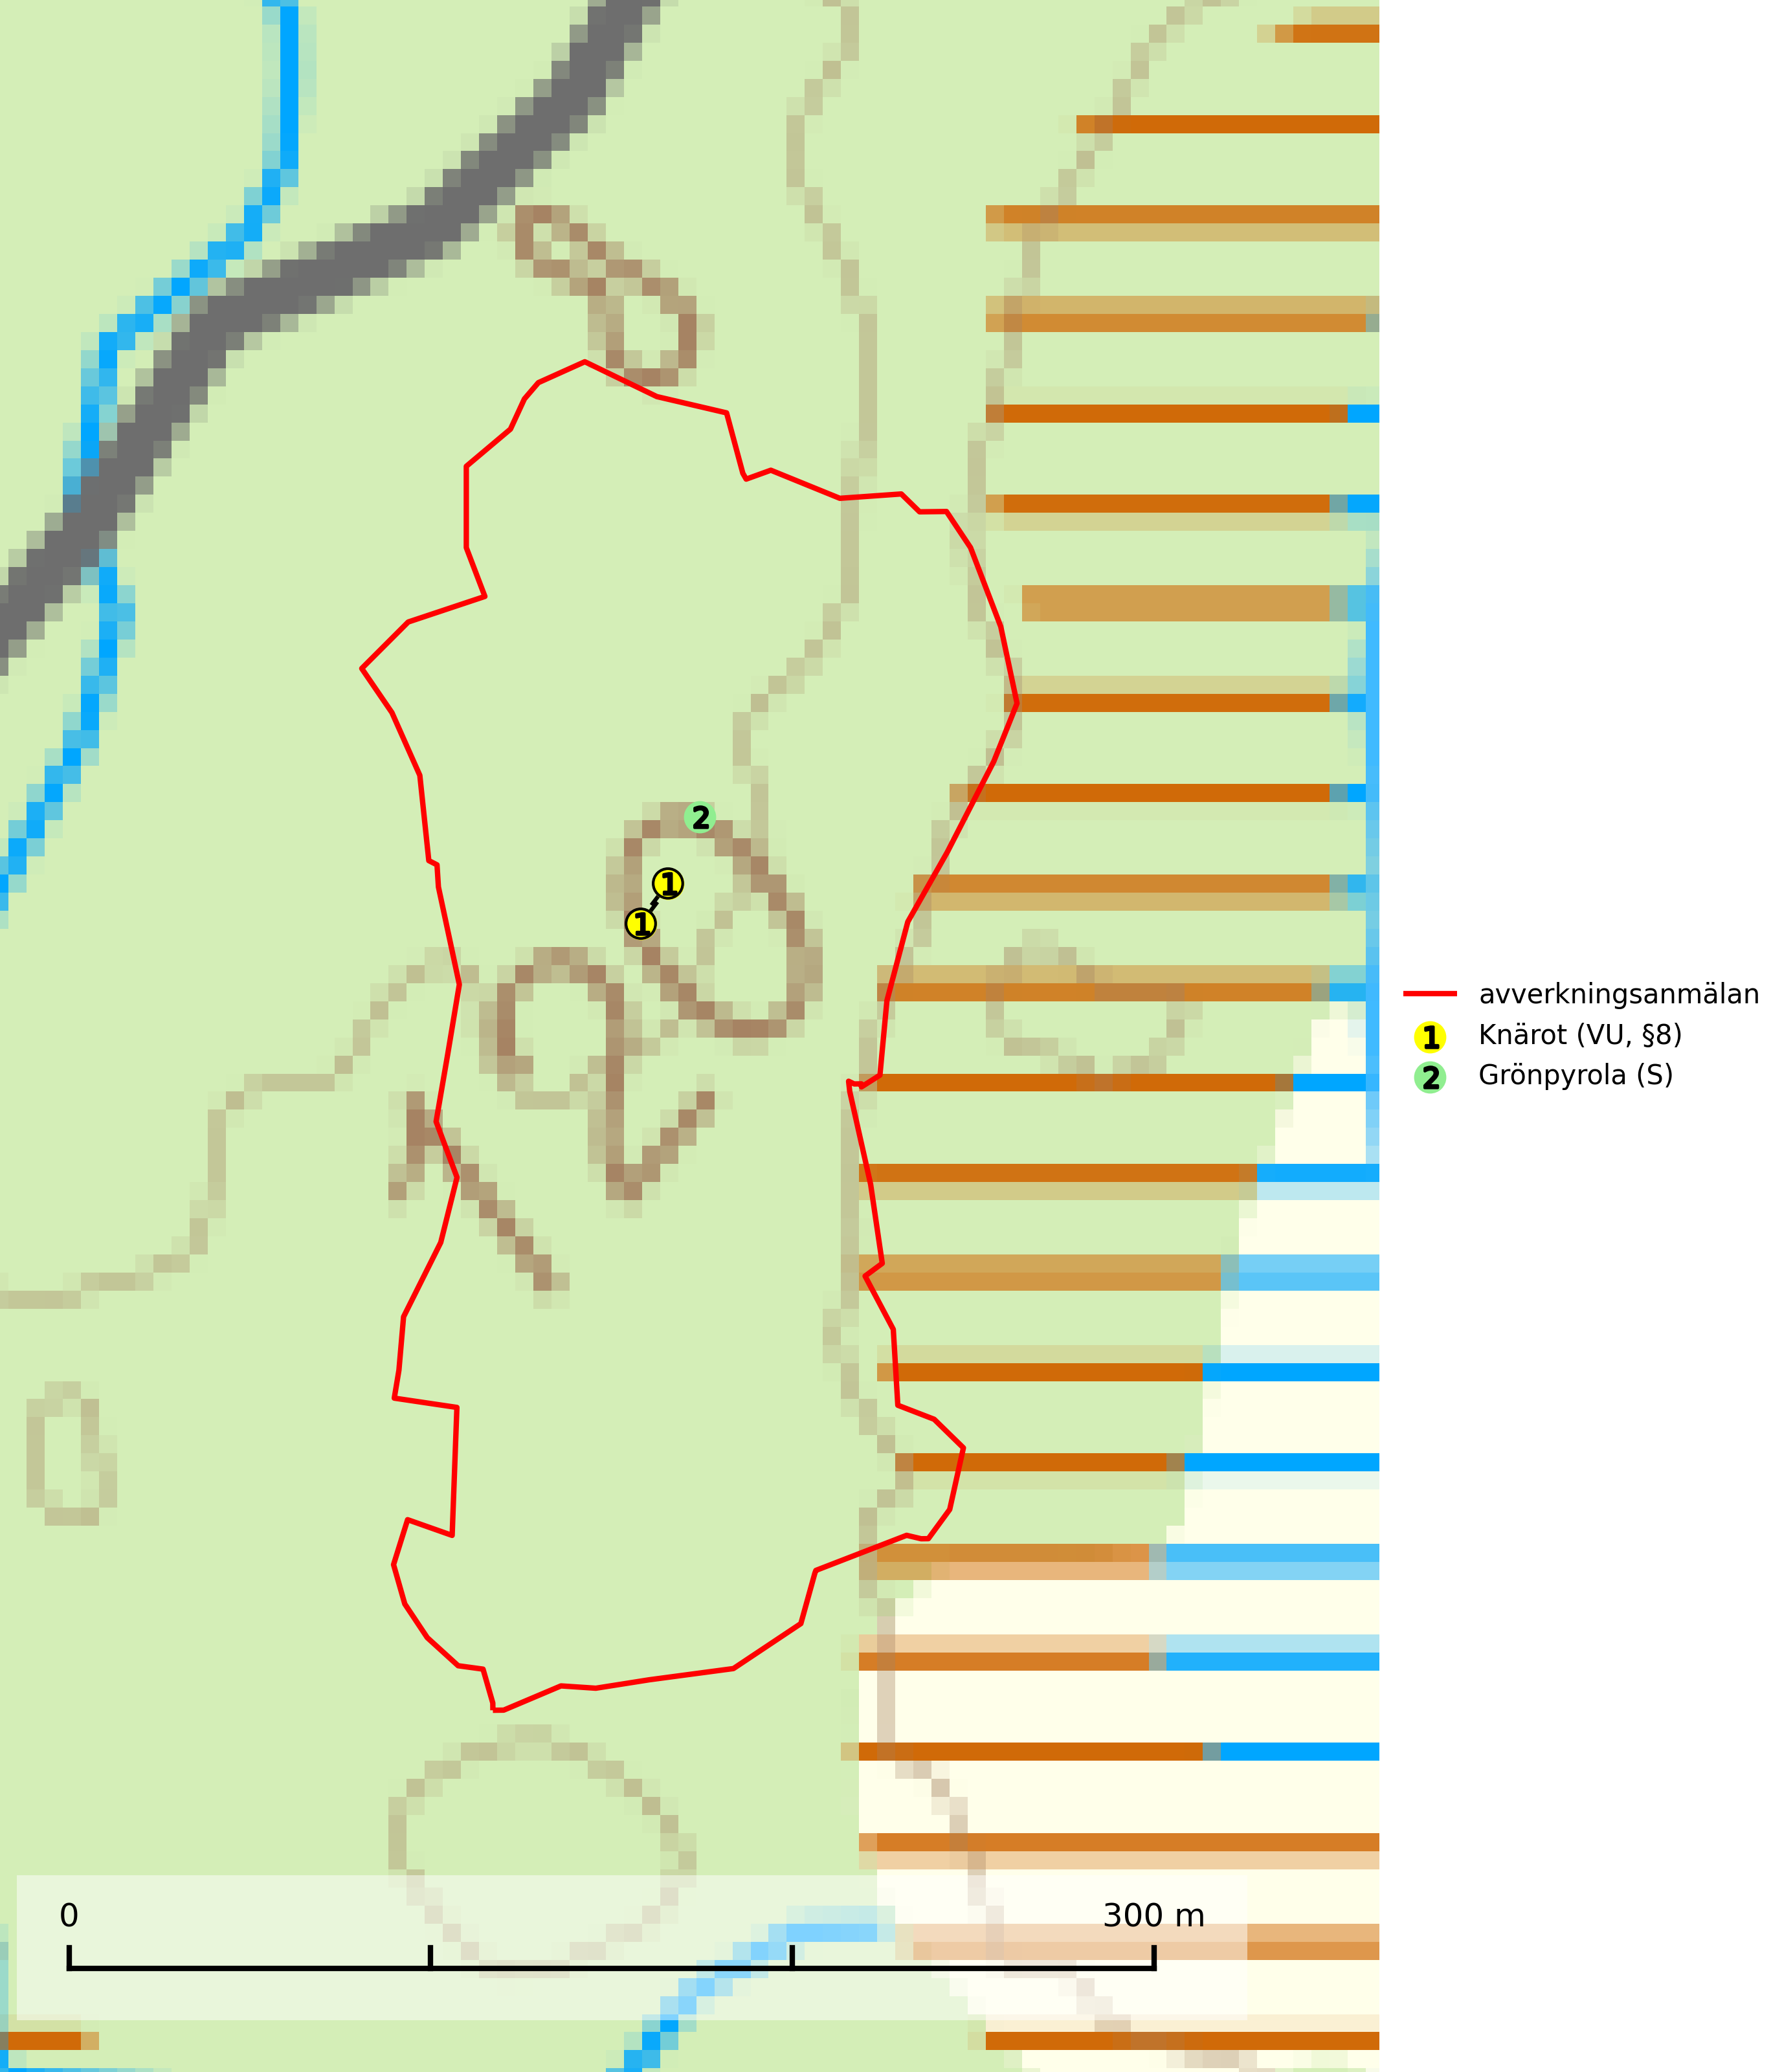 2
1
1
avverkningsanmälan
1 Knärot (VU, §8)
2 Grönpyrola (S)
0 300 m